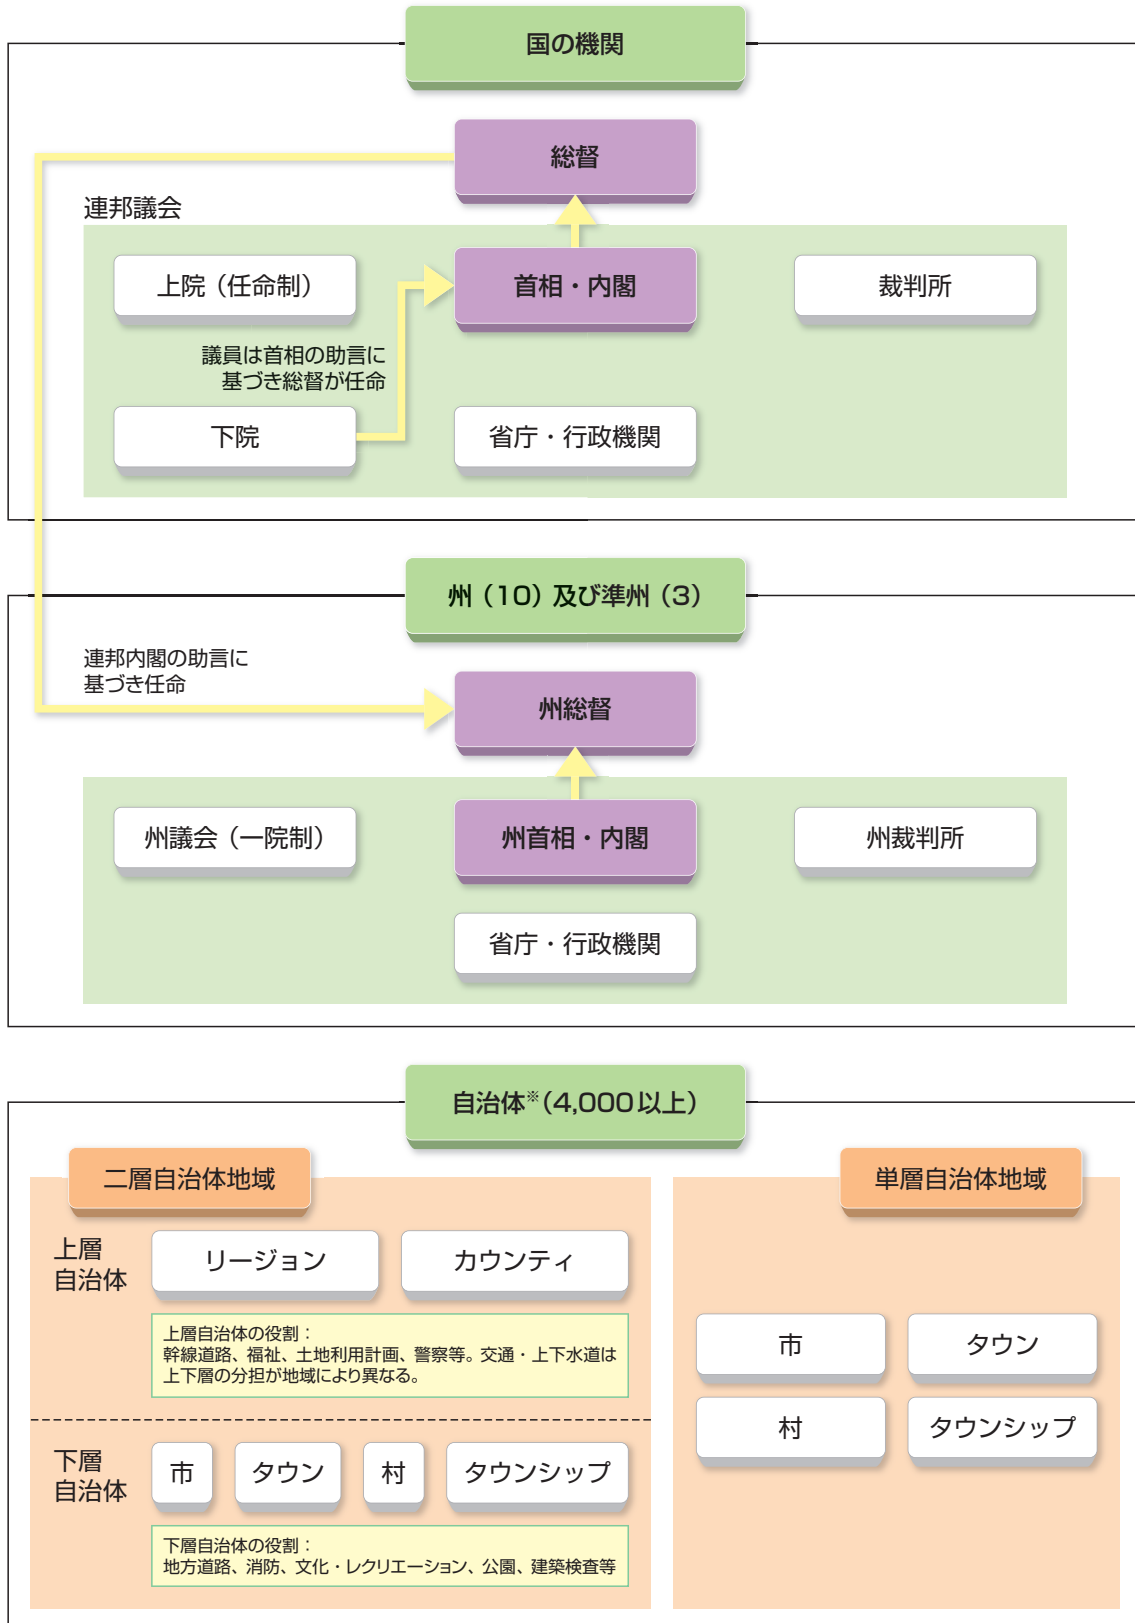 国の機関
総督
連邦議会
上院（任命制）
首相・内閣
裁判所
議員は首相の助言に
基づき総督が任命
下院
省庁・行政機関
州（10）及び準州（3）
連邦内閣の助言に
基づき任命
州総督
州議会（一院制）
州首相・内閣
州裁判所
省庁・行政機関
自治体※（4,000以上）
二層自治体地域
上層
自治体
リージョン
カウンティ
上層自治体の役割：
幹線道路、福祉、土地利用計画、警察等。交通・上下水道は
上下層の分担が地域により異なる。
下層
自治体
市
タウン
村
タウンシップ
下層自治体の役割：
地方道路、消防、文化・レクリエーション、公園、建築検査等
単層自治体地域
市
タウン
村
タウンシップ